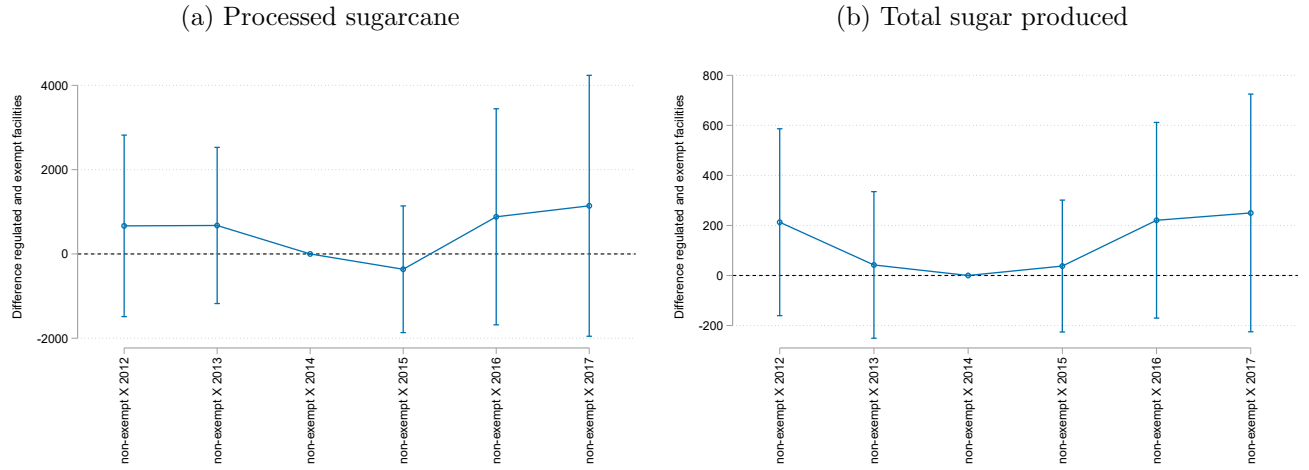 (a) Processed sugarcane
Difference regulated and exempt facilities
4000
2000
0
-2000
non-exempt X 2012
non-exempt X 2013
non-exempt X 2014
non-exempt X 2015
non-exempt X 2016
non-exempt X 2017
(b) Total sugar produced
Difference regulated and exempt facilities
800
600
400
200
0
-200
non-exempt X 2012
non-exempt X 2013
non-exempt X 2014
non-exempt X 2015
non-exempt X 2016
non-exempt X 2017